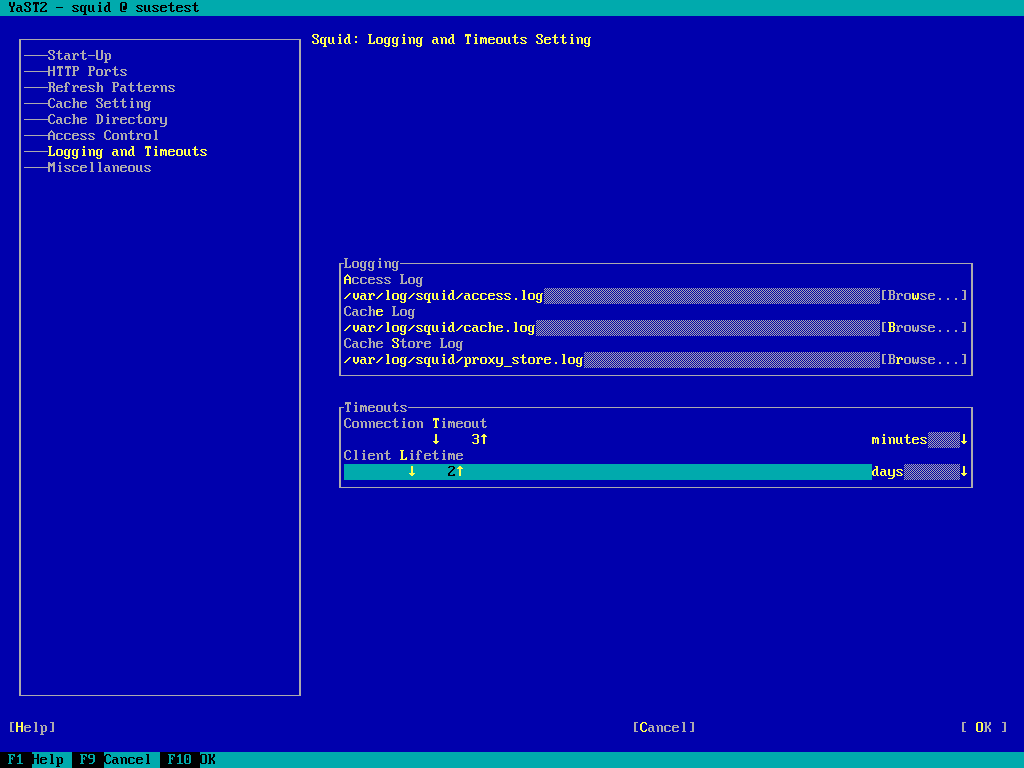 YaST2 - squid @ susetest
Squid: Logging and Timeouts Setting
Start-Up
HTTP Ports
Refresh Patterns
Cache Setting
Cache Directory
Access Control
Logging and Timeouts
Miscellaneous
Logging
Access Log
/var/log/squid/access.log [Browse...]
Cache Log
/var/log/squid/cache.log [Browse...]
Cache Store Log
/var/log/squid/proxy_store.log [Browse...]
Timeouts
Connection Timeout
↓ 3↑ minutes ↓
Client Lifetime
↓ 2↑ days ↓
[Help] [Cancel] [ OK ]
F1 Help F9 Cancel F10 OK